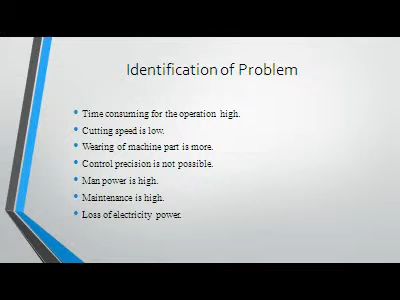 Identification of Problem
Time consuming for the operation high.
Cutting speed is low.
Wearing of machine part is more.
Control precision is not possible.
Man power is high.
Maintenance is high.
Loss of electricity power.